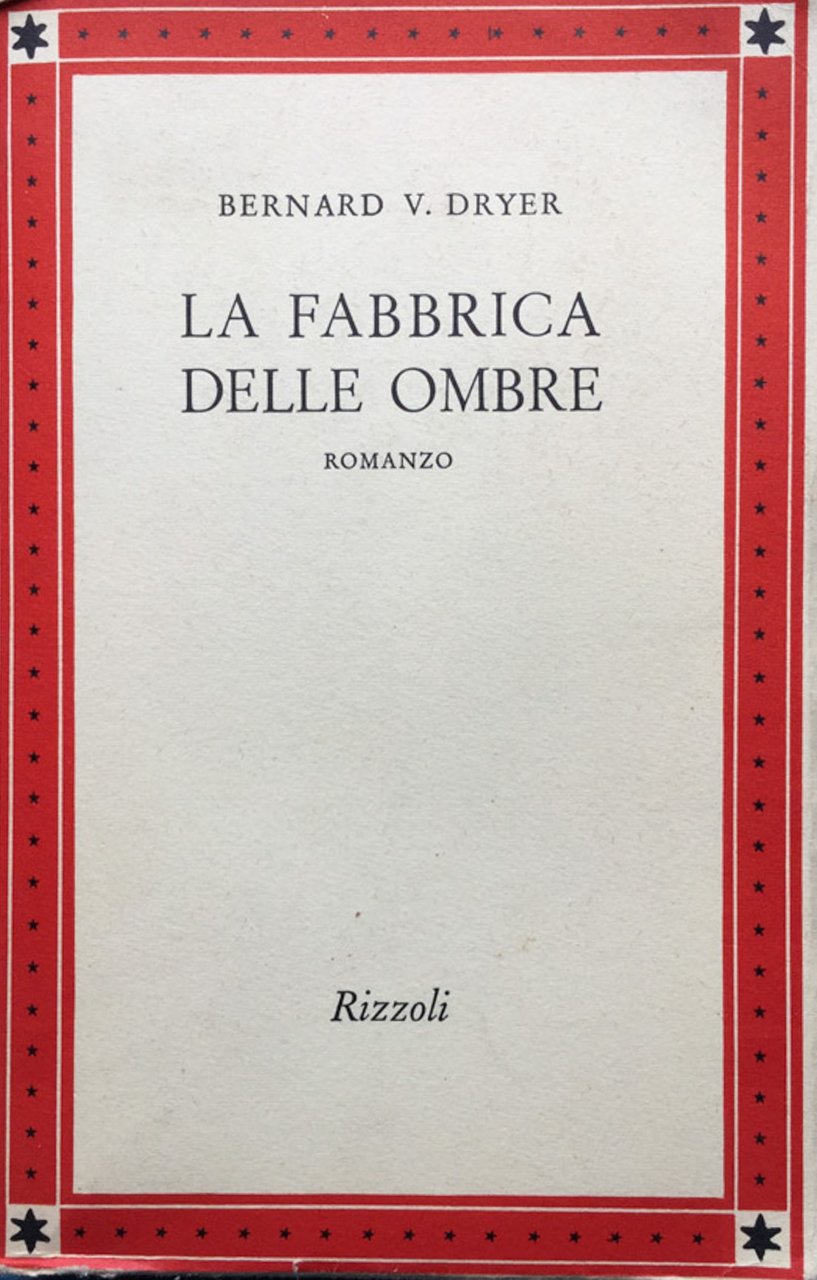 BERNARD V. DRYER
LA FABBRICA
DELLE OMBRE
ROMANZO
Rizzoli